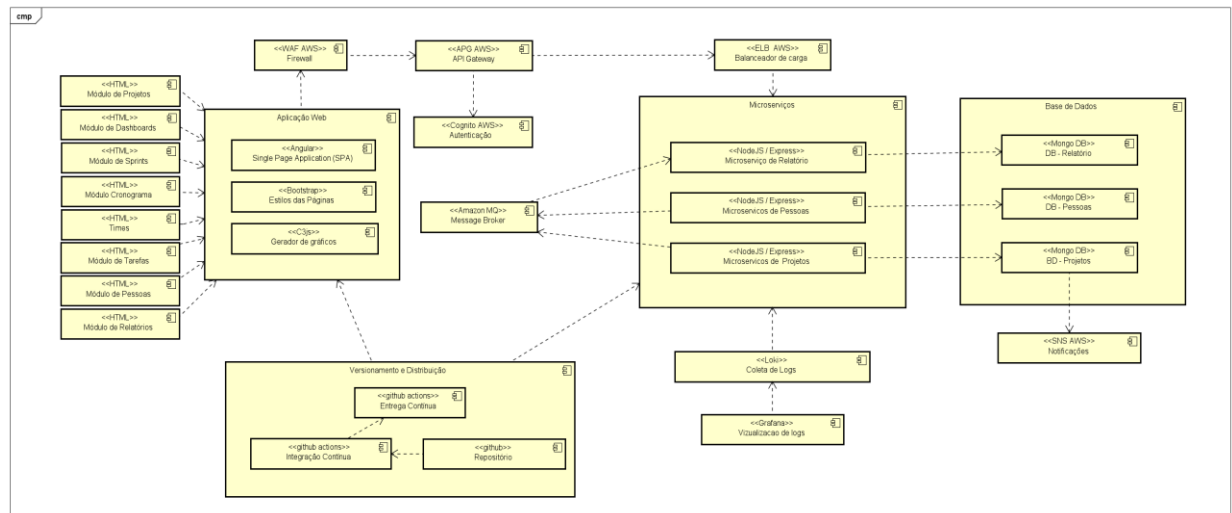 cmp
<<WAF AWS>>
Firewall
<<APG AWS>>
API Gateway
<<ELB AWS>>
Balanceador de carga
<<HTML>>
Módulo de Projetos
<<HTML>>
Módulo de Dashboards
<<HTML>>
Módulo de Sprints
<<HTML>>
Módulo Cronograma
<<HTML>>
Times
<<HTML>>
Módulo de Tarefas
<<HTML>>
Módulo de Pessoas
<<HTML>>
Módulo de Relatórios
Aplicação Web
<<Angular>>
Single Page Application (SPA)
<<Bootstrap>>
Estilos das Páginas
<<C3js>>
Gerador de gráficos
<<Cognito AWS>>
Autenticação
<<Amazon MQ>>
Message Broker
Microserviços
<<NodeJS / Express>>
Microserviço de Relatório
<<NodeJS / Express>>
Microservicos de Pessoas
<<NodeJS / Express>>
Microservicos de Projetos
Base de Dados
<<Mongo DB>>
DB - Relatório
<<Mongo DB>>
DB - Pessoas
<<Mongo DB>>
BD - Projetos
<<SNS AWS>>
Notificações
<<Loki>>
Coleta de Logs
<<Grafana>>
Vizualizacao de logs
Versionamento e Distribuição
<<github actions>>
Entrega Contínua
<<github actions>>
Integração Contínua
<<github>>
Repositório